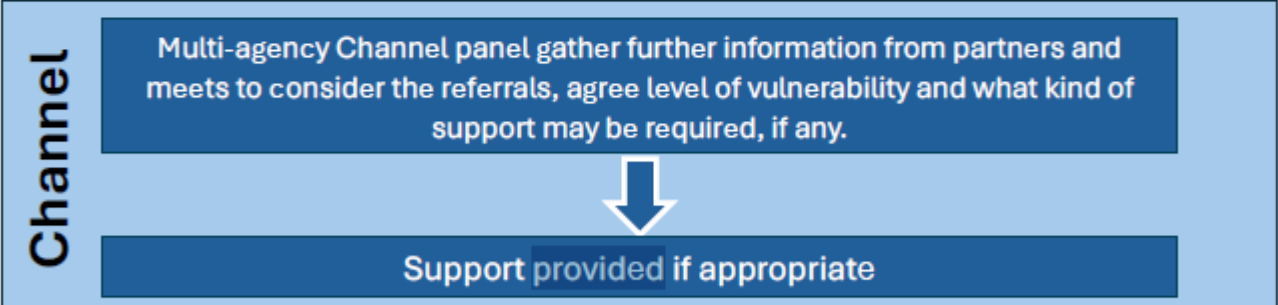 Channel
Multi-agency Channel panel gather further information from partners and
meets to consider the referrals, agree level of vulnerability and what kind of
support may be required, if any.
Support provided if appropriate